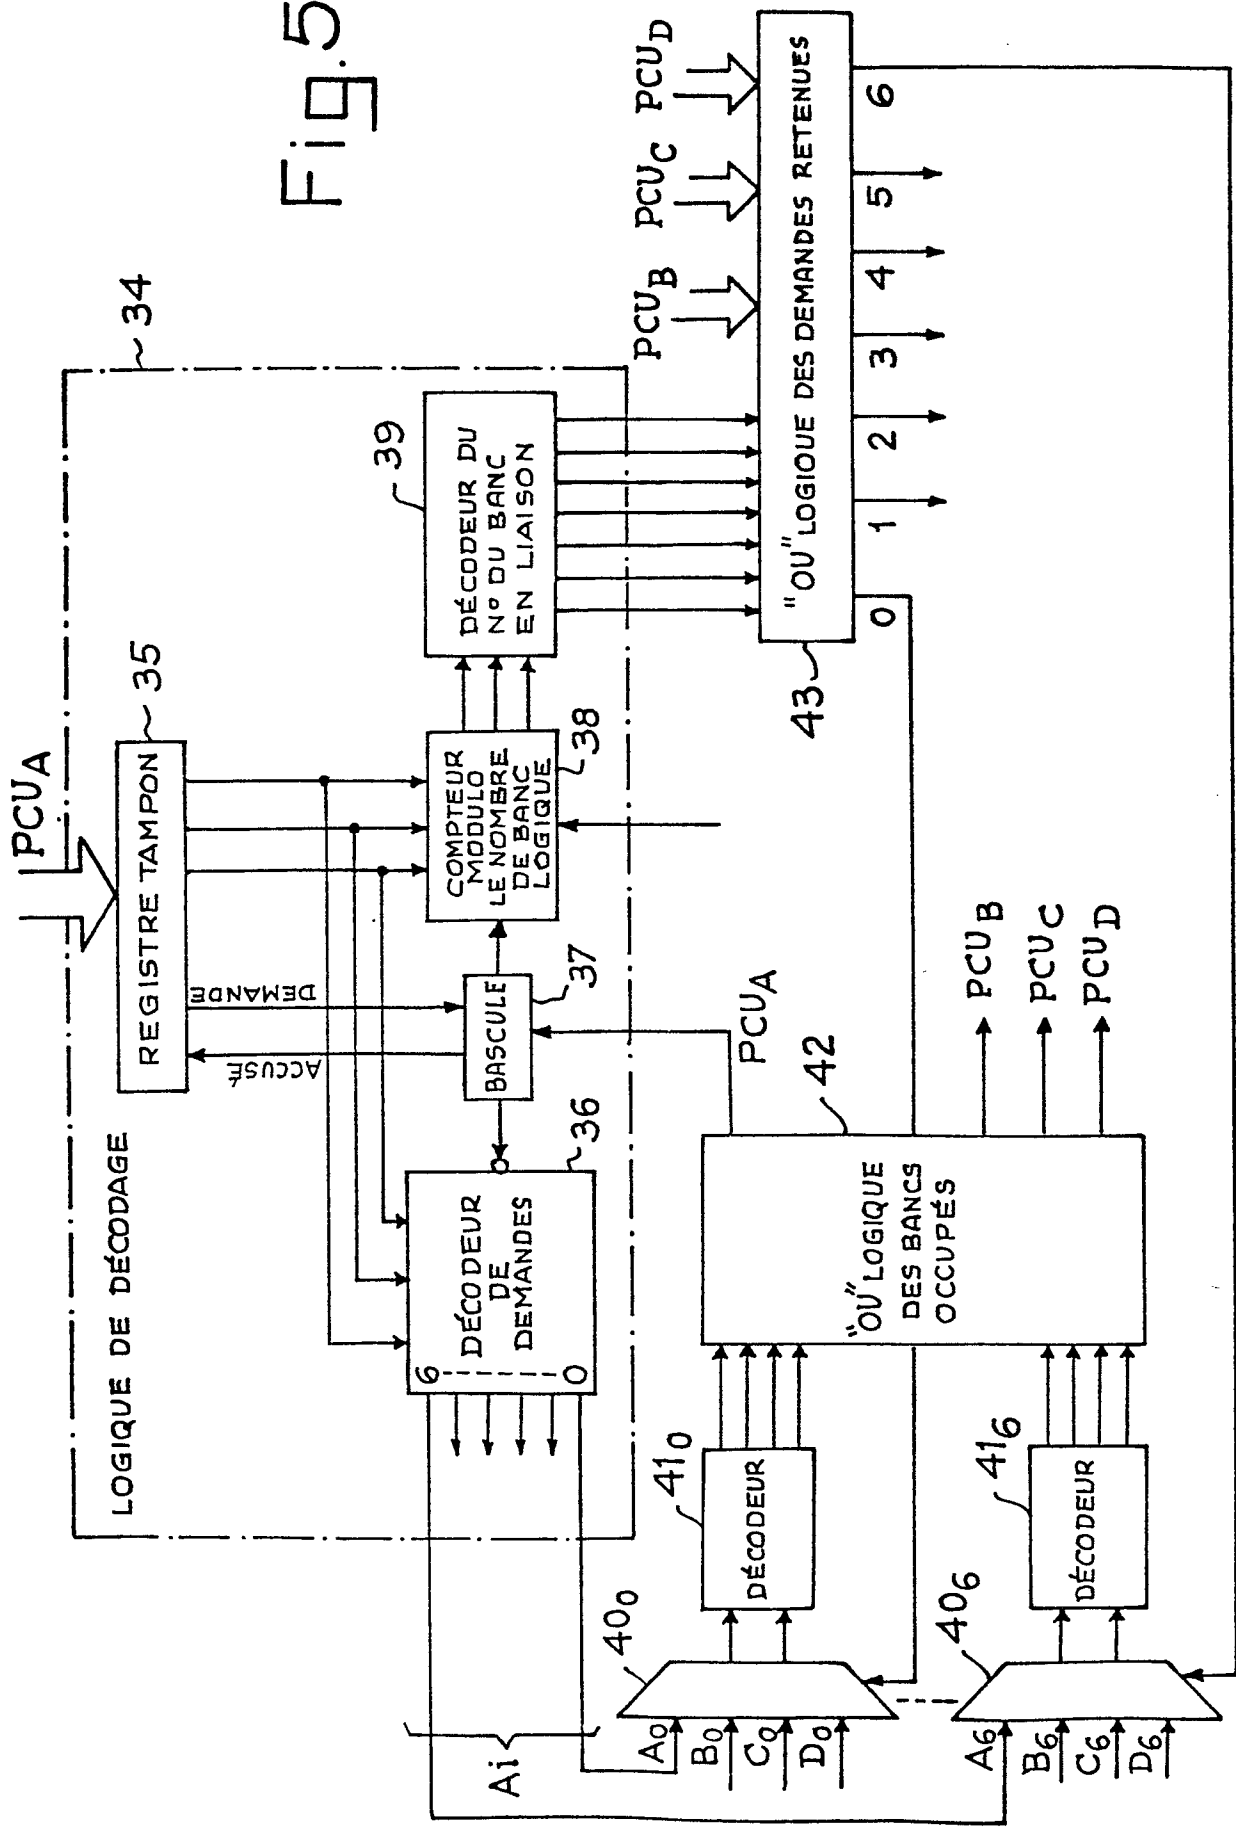 Fig.5
PCUA
34
LOGIQUE DE DÉCODAGE
REGISTRE TAMPON
35
ACCUSÉ
DEMANDE
DÉCODEUR
DE
DEMANDES
6
0
36
BASCULE
37
COMPTEUR
MODULO
LE NOMBRE
DE BANC
LOGIQUE
38
DÉCODEUR DU
N° DU BANC
EN LIAISON
39
Ai
PCUA
PCUB
PCUC
PCUD
"OU" LOGIQUE DES DEMANDES RETENUES
43
0
1
2
3
4
5
6
A0
B0
C0
D0
400
DÉCODEUR
410
"OU" LOGIQUE
DES BANCS
OCCUPÉS
42
PCUB
PCUC
PCUD
A6
B6
C6
D6
406
DÉCODEUR
416